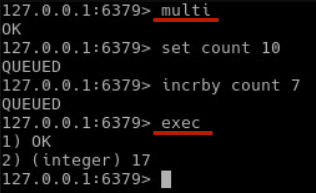 127.0.0.1:6379> multi
OK
127.0.0.1:6379> set count 10
QUEUED
127.0.0.1:6379> incrby count 7
QUEUED
127.0.0.1:6379> exec
1) OK
2) (integer) 17
127.0.0.1:6379>